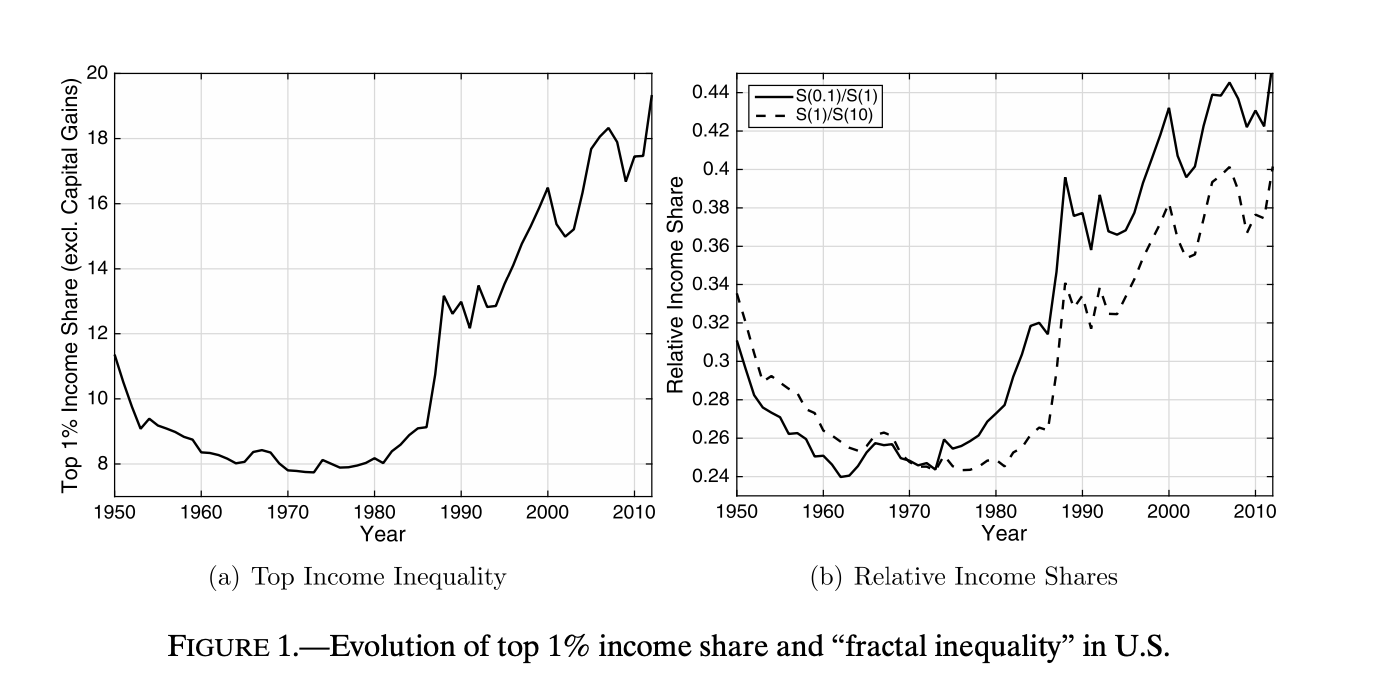 Top 1% Income Share (excl. Capital Gains)
20
18
16
14
12
10
8
1950 1960 1970 1980 1990 2000 2010
Year
(a) Top Income Inequality
Relative Income Share
0.44
0.42
0.4
0.38
0.36
0.34
0.32
0.3
0.28
0.26
0.24
S(0.1)/S(1)
S(1)/S(10)
1950 1960 1970 1980 1990 2000 2010
Year
(b) Relative Income Shares
FIGURE 1.—Evolution of top 1% income share and “fractal inequality” in U.S.